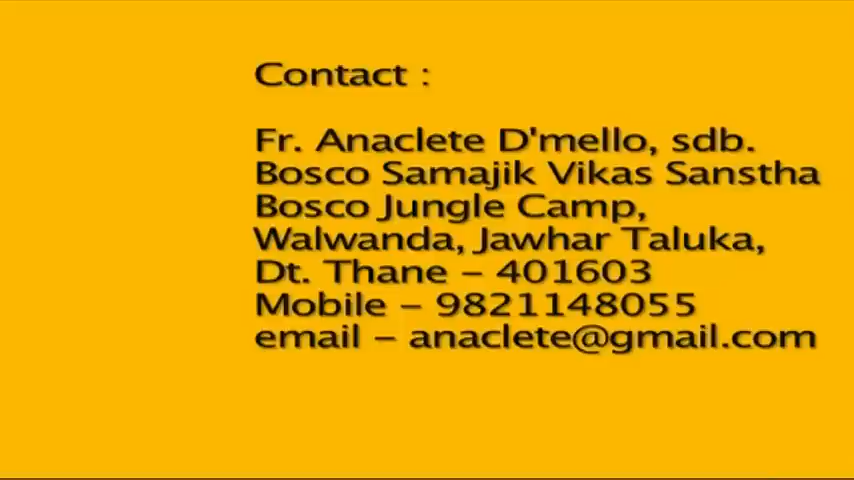 Contact :
Fr. Anaclete D'mello, sdb.
Bosco Samajik Vikas Sanstha
Bosco Jungle Camp,
Walwanda, Jawhar Taluka,
Dt. Thane – 401603
Mobile – 9821148055
email – anaclete@gmail.com